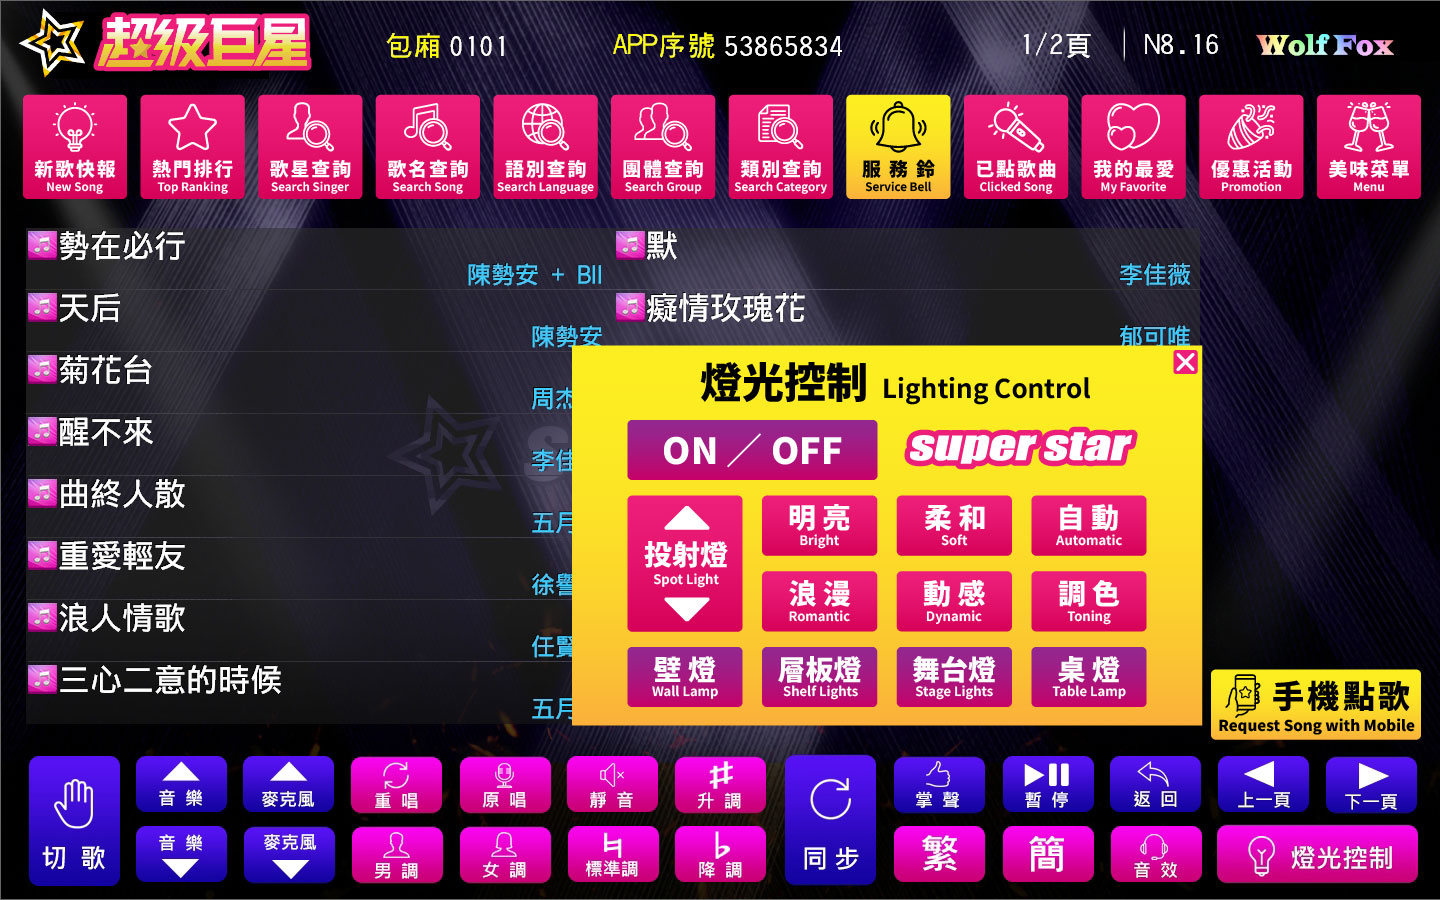 超级巨星
包廂 0101
APP序號 53865834
1/2頁
N8.16
Wolf Fox
新歌快報
New Song
熱門排行
Top Ranking
歌星查詢
Search Singer
歌名查詢
Search Song
語別查詢
Search Language
團體查詢
Search Group
類別查詢
Search Category
服務鈴
Service Bell
已點歌曲
Clicked Song
我的最愛
My Favorite
優惠活動
Promotion
美味菜單
Menu
勢在必行
陳勢安 + BII
天后
陳勢安
菊花台
周杰
醒不來
李佳
曲終人散
五月
重愛輕友
徐譽
浪人情歌
任賢
三心二意的時候
五月
默
李佳薇
癡情玫瑰花
郁可唯
S
燈光控制 Lighting Control
ON／OFF
super star
投射燈
Spot Light
明亮
Bright
柔和
Soft
自動
Automatic
浪漫
Romantic
動感
Dynamic
調色
Toning
壁燈
Wall Lamp
層板燈
Shelf Lights
舞台燈
Stage Lights
桌燈
Table Lamp
手機點歌
Request Song with Mobile
切歌
音樂
麥克風
重唱
原唱
靜音
升調
同步
掌聲
暫停
返回
上一頁
下一頁
音樂
麥克風
男調
女調
標準調
降調
繁
簡
音效
燈光控制